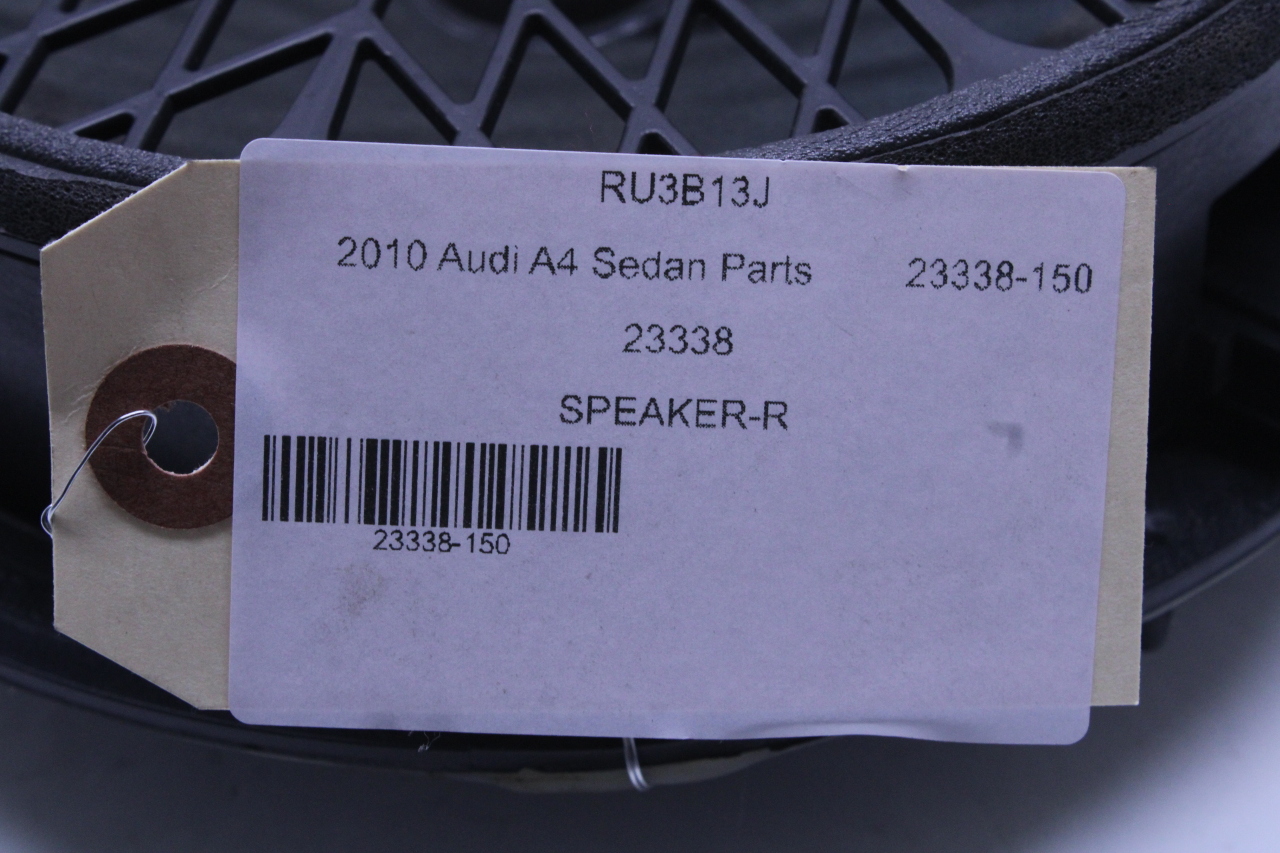 RU3B13J
2010 Audi A4 Sedan Parts 23338-150
23338
SPEAKER-R
23338-150